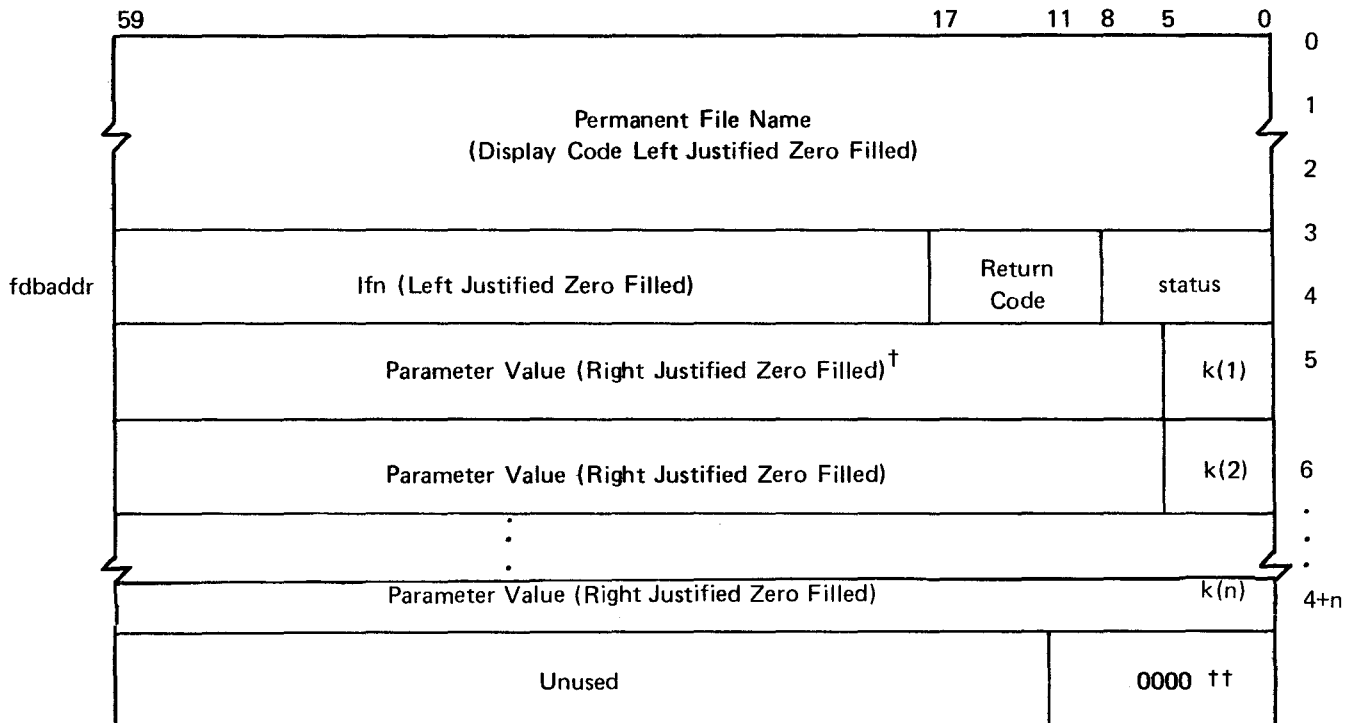 59 17 11 8 5 0
0
1
Permanent File Name
(Display Code Left Justified Zero Filled)
2
3
fdbaddr lfn (Left Justified Zero Filled) Return Code status 4
Parameter Value (Right Justified Zero Filled)† k(1) 5
Parameter Value (Right Justified Zero Filled) k(2) 6
Parameter Value (Right Justified Zero Filled) k(n) 4+n
Unused 0000 ††